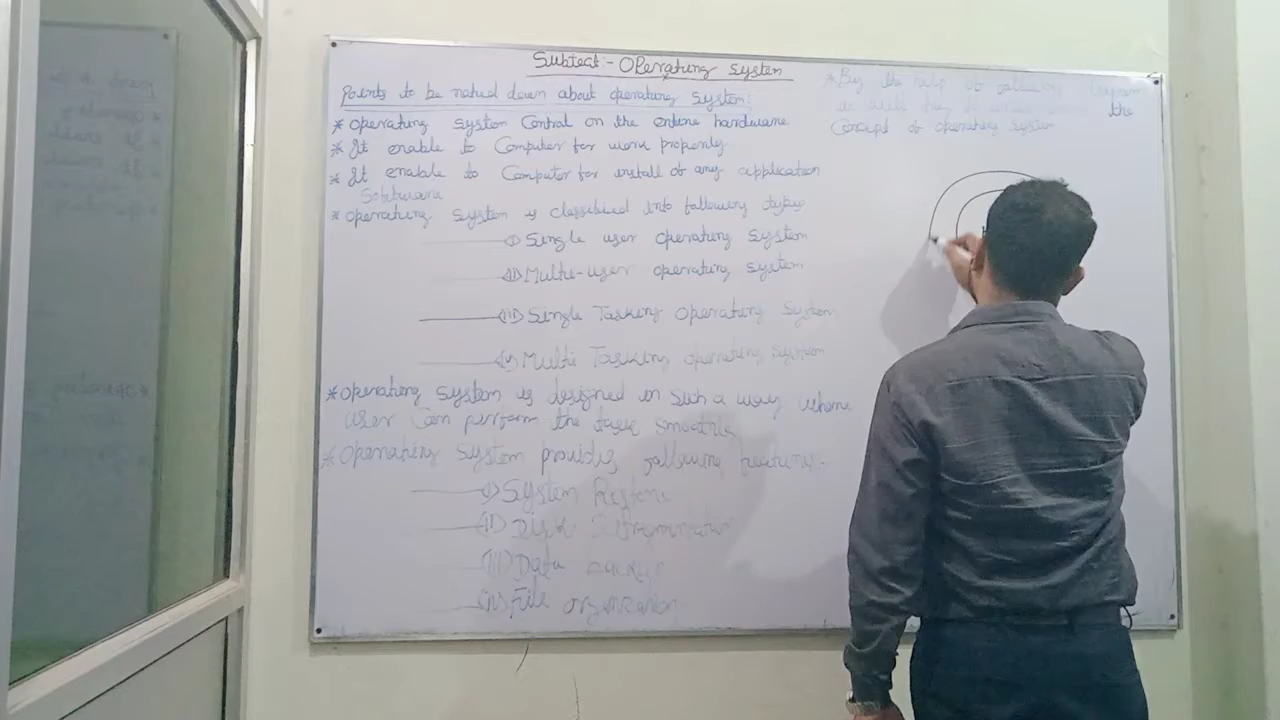 Subject:- Operating System
Points to be noted down about operating system:
* operating system Control on the entire hardware
* It enable to Computer for work properly
* It enable to Computer for install of any application
Software
* operating System is classified into following types
(I) Single user operating system
(II) Multi-user operating system
(III) Single Tasking Operating System
(IV) Multi Tasking operating System
* operating System is designed in such a way where
user Can perform the task smoothly
* Operating System provides following features:-
(I) System Restore
(II) Disk
(III) Data backup
(IV) File organization
* By the help of following
the
Concept of operating System